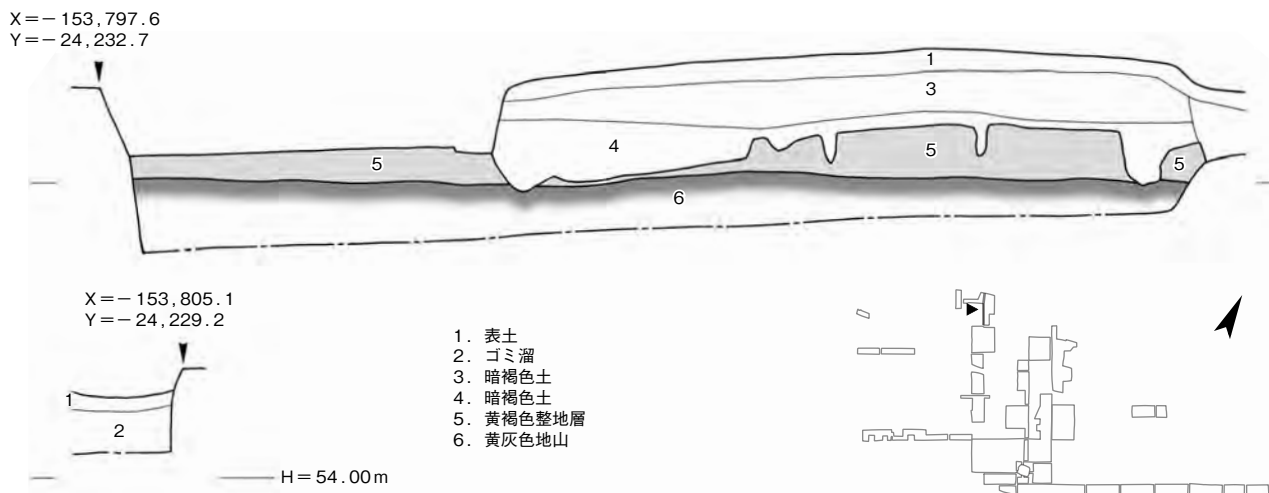 X=－153,797.6
Y=－24,232.7
1
3
4
5
5
5
6
X=－153,805.1
Y=－24,229.2
1
2
H=54.00m
1. 表土
2. ゴミ溜
3. 暗褐色土
4. 暗褐色土
5. 黄褐色整地層
6. 黄灰色地山